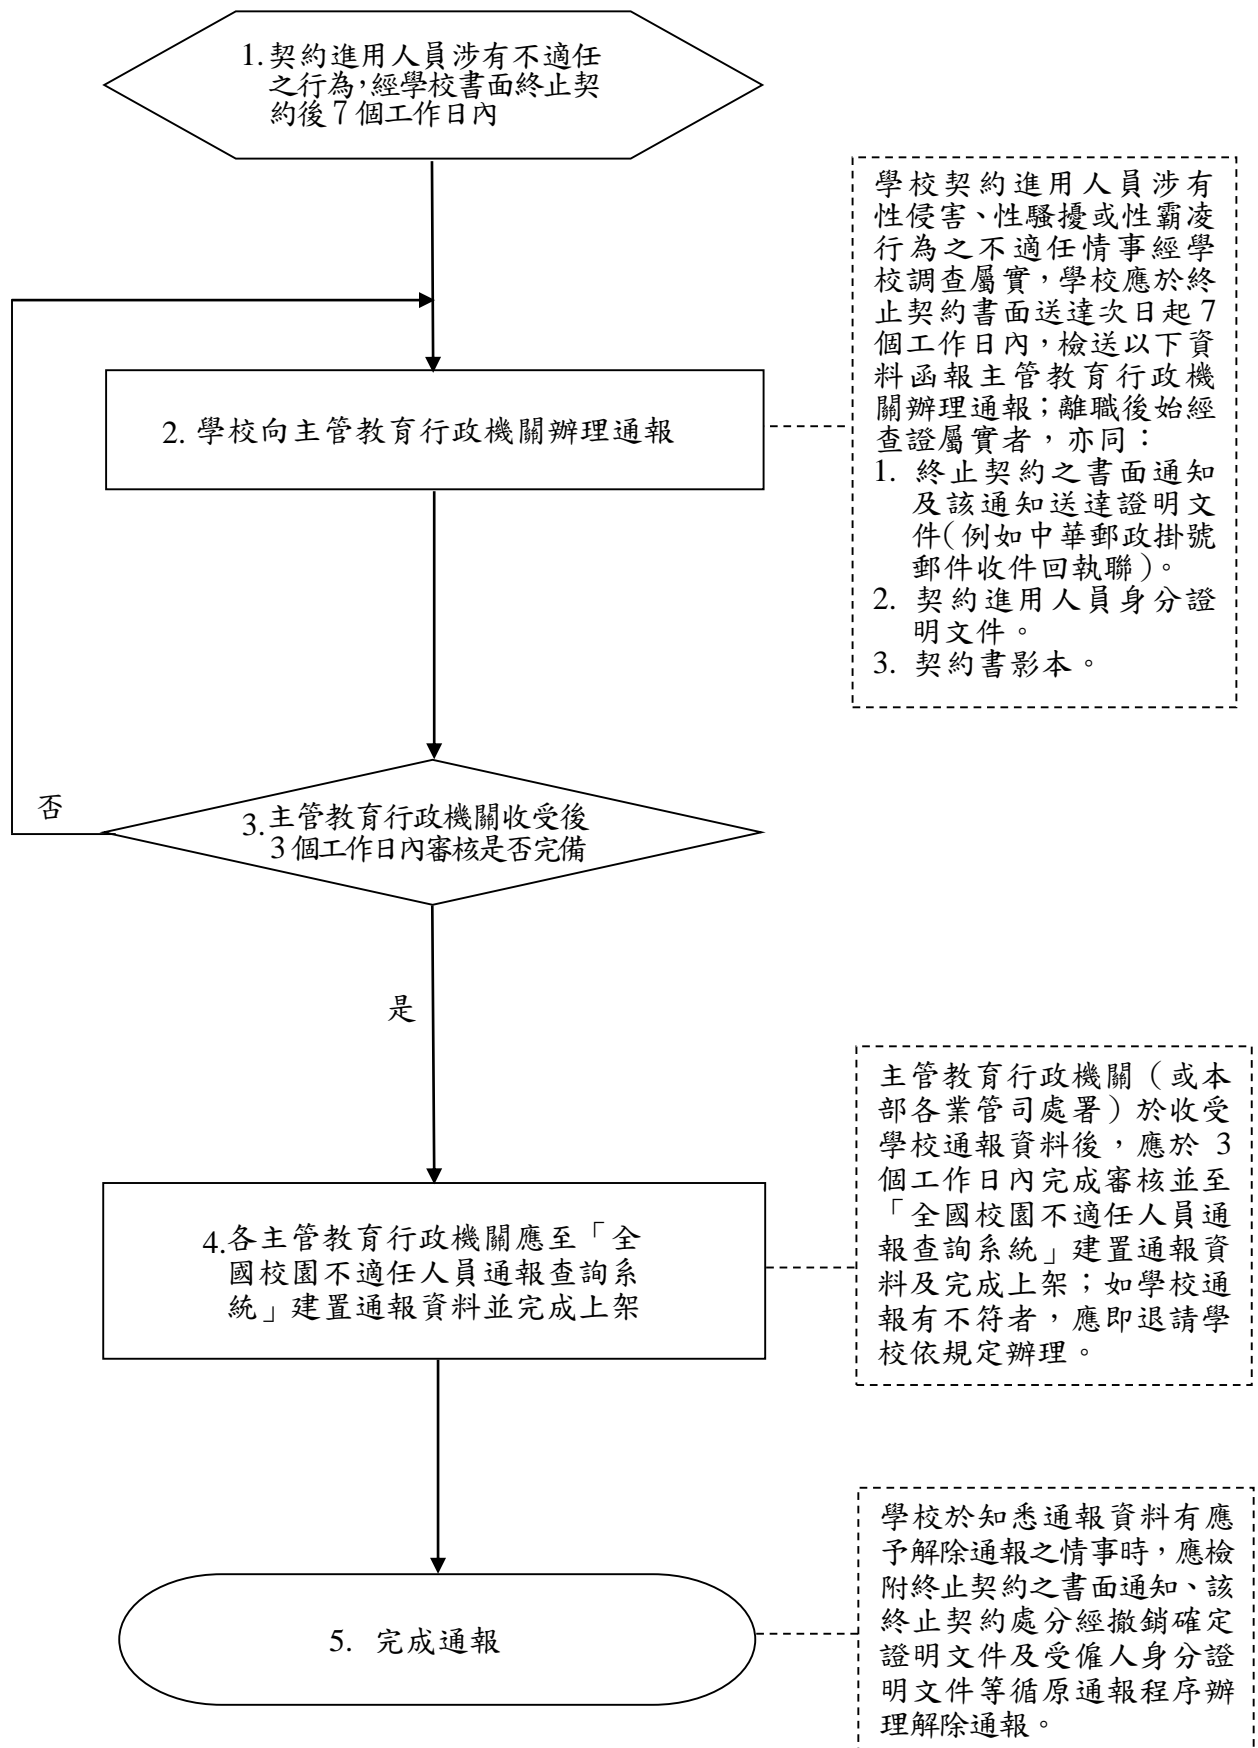 1.契約進用人員涉有不適任
之行為，經學校書面終止契
約後7個工作日內
學校契約進用人員涉有
性侵害、性騷擾或性霸凌
行為之不適任情事經學
校調查屬實，學校應於終
止契約書面送達次日起7
個工作日內，檢送以下資
料函報主管教育行政機
關辦理通報；離職後始經
查證屬實者，亦同：
1. 終止契約之書面通知
及該通知送達證明文
件(例如中華郵政掛號
郵件收件回執聯)。
2. 契約進用人員身分證
明文件。
3. 契約書影本。
2. 學校向主管教育行政機關辦理通報
否
3.主管教育行政機關收受後
3個工作日內審核是否完備
是
主管教育行政機關（或本
部各業管司處署）於收受
學校通報資料後，應於 3
個工作日內完成審核並至
「全國校園不適任人員通
報查詢系統」建置通報資
料及完成上架；如學校通
報有不符者，應即退請學
校依規定辦理。
4.各主管教育行政機關應至「全
國校園不適任人員通報查詢系
統」建置通報資料並完成上架
學校於知悉通報資料有應
予解除通報之情事時，應檢
附終止契約之書面通知、該
終止契約處分經撤銷確定
證明文件及受僱人身分證
明文件等循原通報程序辦
理解除通報。
5. 完成通報